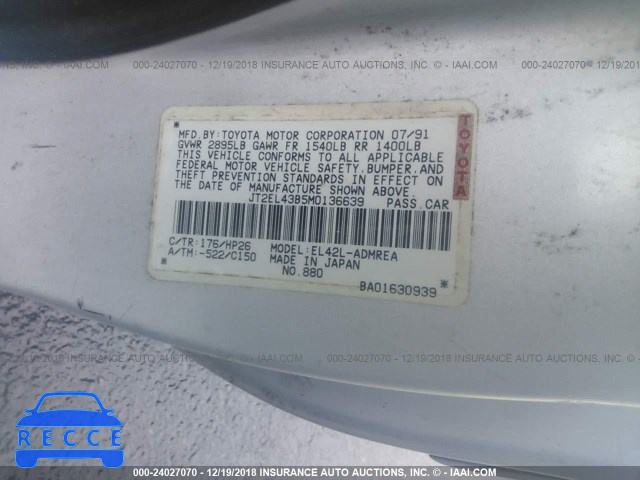 000-24027070 - 12/19/2018 INSURANCE AUTO AUCTIONS, INC. - © - IAAI.COM
MFD.BY:TOYOTA MOTOR CORPORATION 07/91
GVWR 2895LB GAWR FR 1540LB RR 1400LB
THIS VEHICLE CONFORMS TO ALL APPLICABLE
FEDERAL MOTOR VEHICLE SAFETY,BUMPER,AND
THEFT PREVENTION STANDARDS IN EFFECT ON
THE DATE OF MANUFACTURE SHOWN ABOVE.
JT2EL43B5M0136639 PASS.CAR
TOYOTA
C/TR:176/HP26 MODEL:EL42L-ADMREA
A/TM:-522/C150 MADE IN JAPAN
NO.880
BA01630939
000-24027070 - 12/19/2018 INSURANCE AUTO AUCTIONS, INC. - © - IAAI.COM
RECCE
000-24027070 - 12/19/2018 INSURANCE AUTO AUCTIONS, INC. - © - IAAI.COM